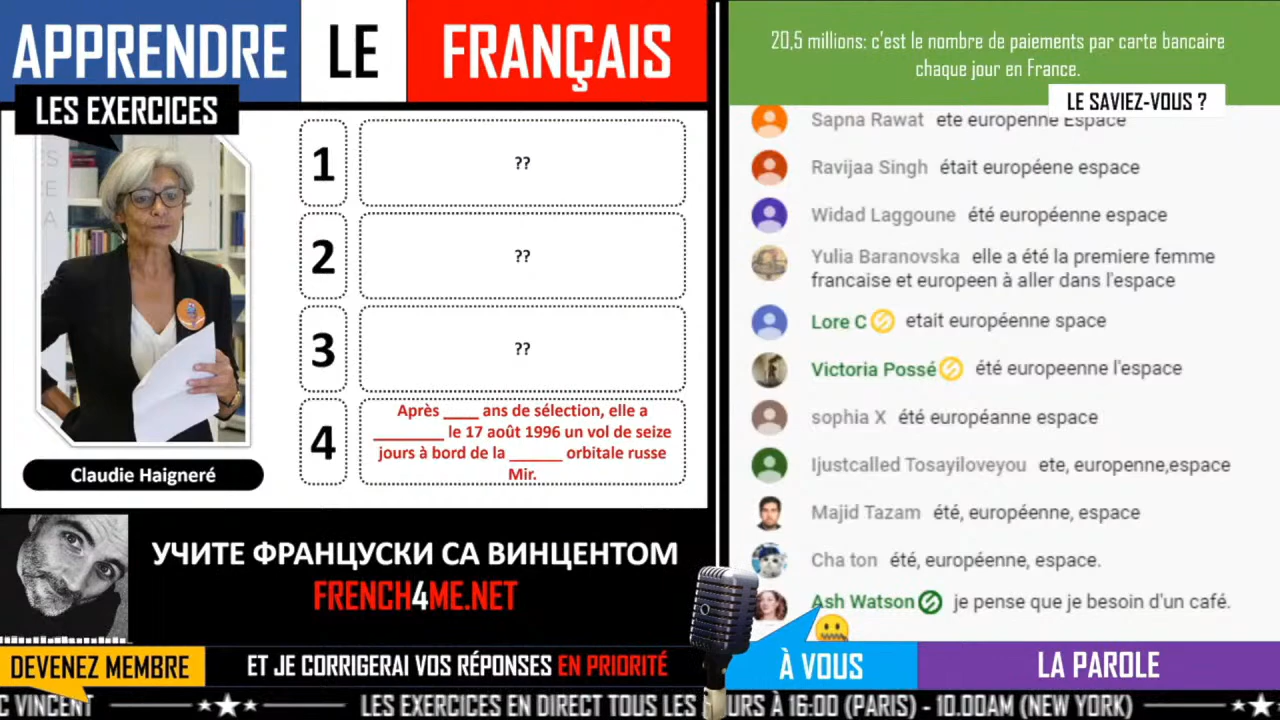 APPRENDRE LE FRANÇAIS
LES EXERCICES
1
??
2
??
3
??
4
Après ____ ans de sélection, elle a
________ le 17 août 1996 un vol de seize
jours à bord de la ______ orbitale russe
Mir.
Claudie Haigneré
УЧИТЕ ФРАНЦУСКИ СА ВИНЦЕНТОМ
FRENCH4ME.NET
DEVENEZ MEMBRE
ET JE CORRIGERAI VOS RÉPONSES EN PRIORITÉ
20,5 millions: c'est le nombre de paiements par carte bancaire
chaque jour en France.
LE SAVIEZ-VOUS ?
Sapna Rawat ete europenne Espace
Ravijaa Singh était européene espace
Widad Laggoune été européenne espace
Yulia Baranovska elle a été la premiere femme
francaise et europeen à aller dans l'espace
Lore C etait européenne space
Victoria Possé été europeenne l'espace
sophia X été européanne espace
Ijustcalled Tosayiloveyou ete, europenne,espace
Majid Tazam été, européenne, espace
Cha ton été, européenne, espace.
Ash Watson je pense que je besoin d'un café.
À VOUS LA PAROLE
C VINCENT LES EXERCICES EN DIRECT TOUS LES URS À 16:00 (PARIS) - 10.00AM (NEW YORK)